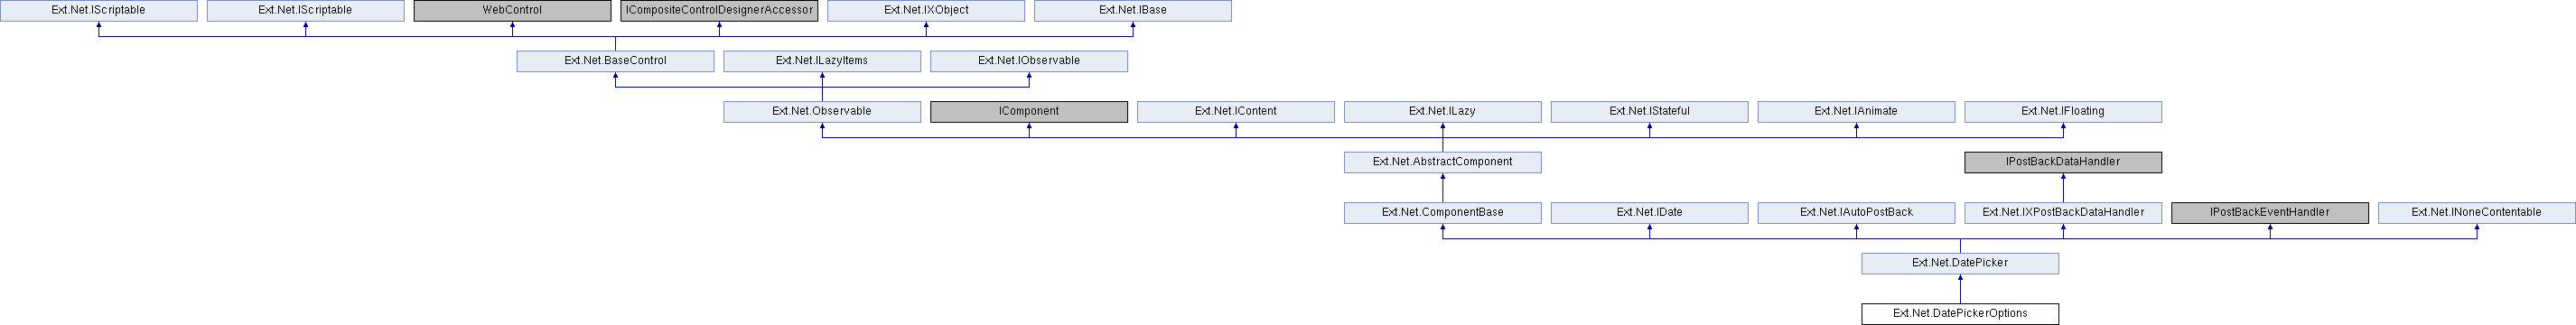 Ext.Net.IScriptable
Ext.Net.IScriptable
WebControl
ICompositeControlDesignerAccessor
Ext.Net.IXObject
Ext.Net.IBase
Ext.Net.BaseControl
Ext.Net.ILazyItems
Ext.Net.IObservable
Ext.Net.Observable
IComponent
Ext.Net.IContent
Ext.Net.ILazy
Ext.Net.IStateful
Ext.Net.IAnimate
Ext.Net.IFloating
Ext.Net.AbstractComponent
IPostBackDataHandler
Ext.Net.ComponentBase
Ext.Net.IDate
Ext.Net.IAutoPostBack
Ext.Net.IXPostBackDataHandler
IPostBackEventHandler
Ext.Net.INoneContentable
Ext.Net.DatePicker
Ext.Net.DatePickerOptions